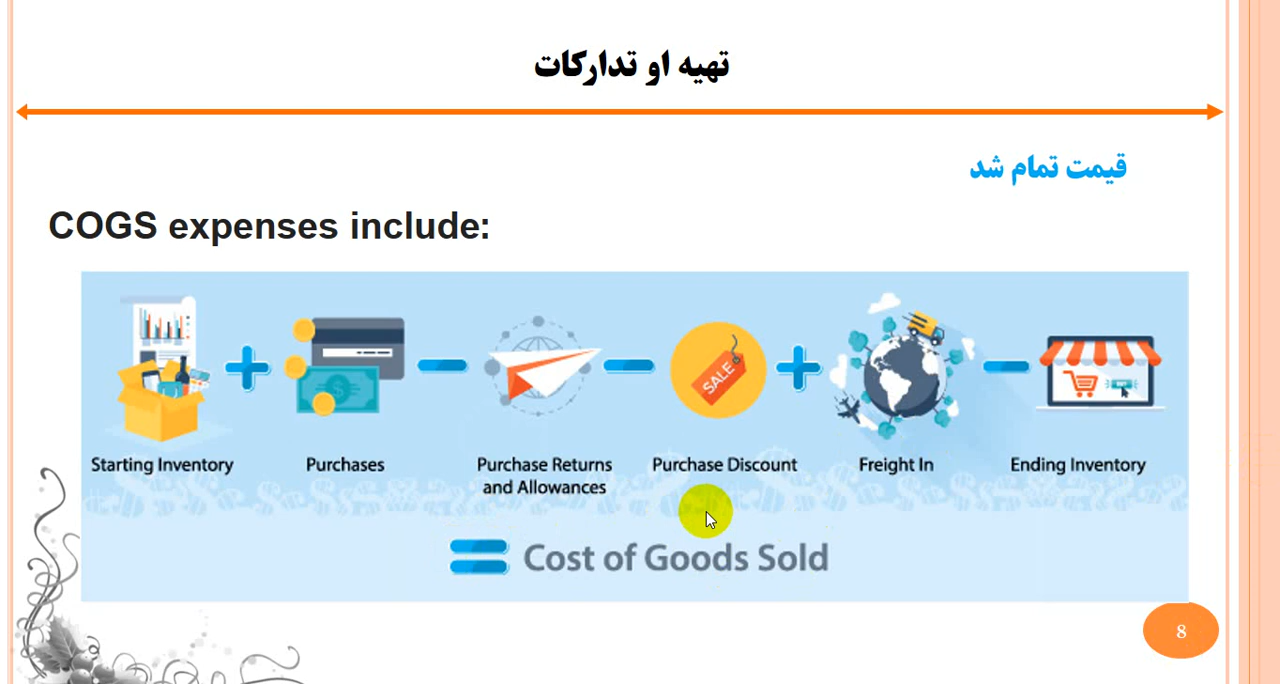 تهیه او تدارکات
قیمت تمام شد
COGS expenses include:
SALE
Starting Inventory
Purchases
Purchase Returns
and Allowances
Purchase Discount
Freight In
Ending Inventory
Cost of Goods Sold
8